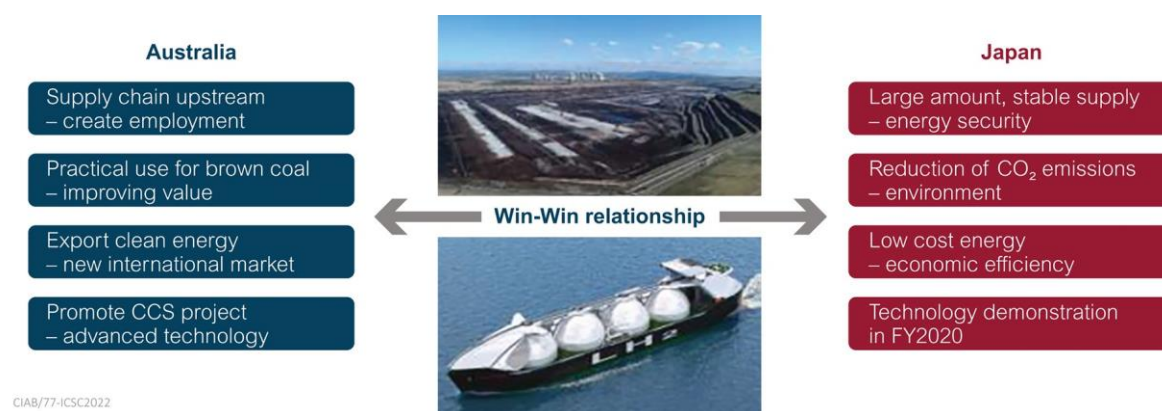 Australia
Supply chain upstream
– create employment
Practical use for brown coal
– improving value
Export clean energy
– new international market
Promote CCS project
– advanced technology
Win-Win relationship
LH2
Japan
Large amount, stable supply
– energy security
Reduction of CO₂ emissions
– environment
Low cost energy
– economic efficiency
Technology demonstration
in FY2020
CIAB/77-ICSC2022